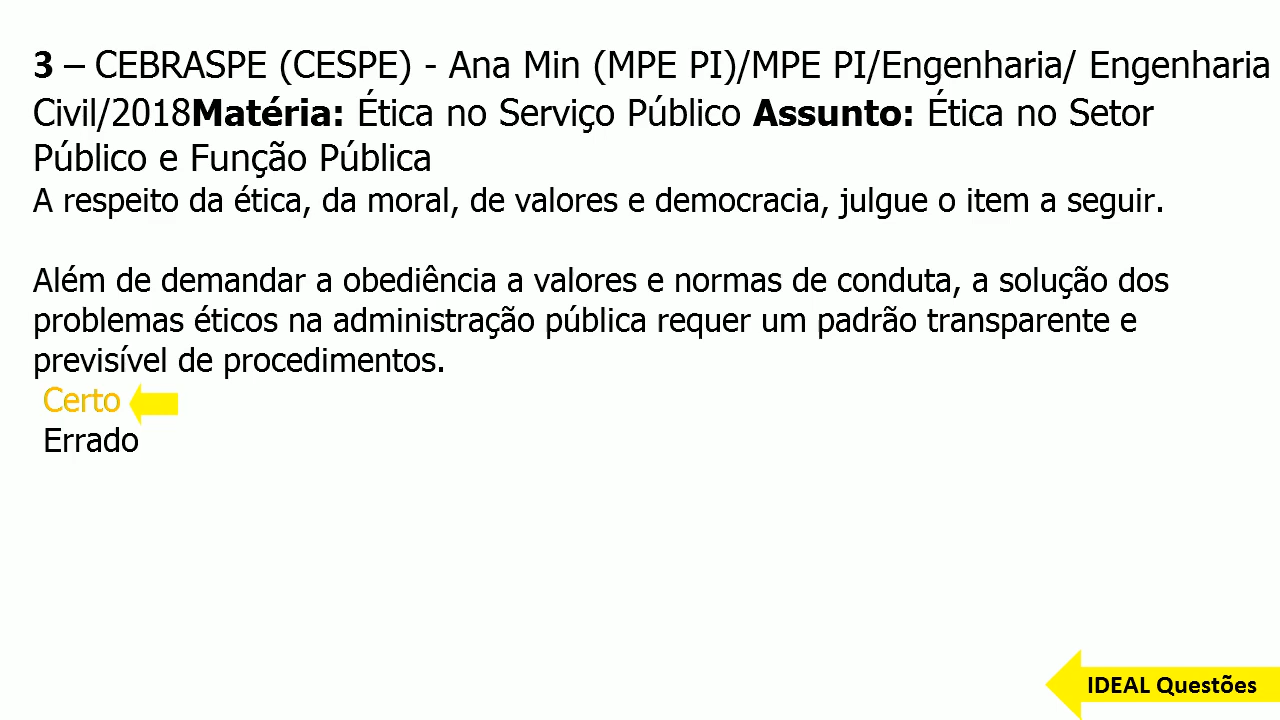 3 – CEBRASPE (CESPE) - Ana Min (MPE PI)/MPE PI/Engenharia/ Engenharia
Civil/2018Matéria: Ética no Serviço Público Assunto: Ética no Setor
Público e Função Pública
A respeito da ética, da moral, de valores e democracia, julgue o item a seguir.
Além de demandar a obediência a valores e normas de conduta, a solução dos
problemas éticos na administração pública requer um padrão transparente e
previsível de procedimentos.
Certo
Errado
IDEAL Questões